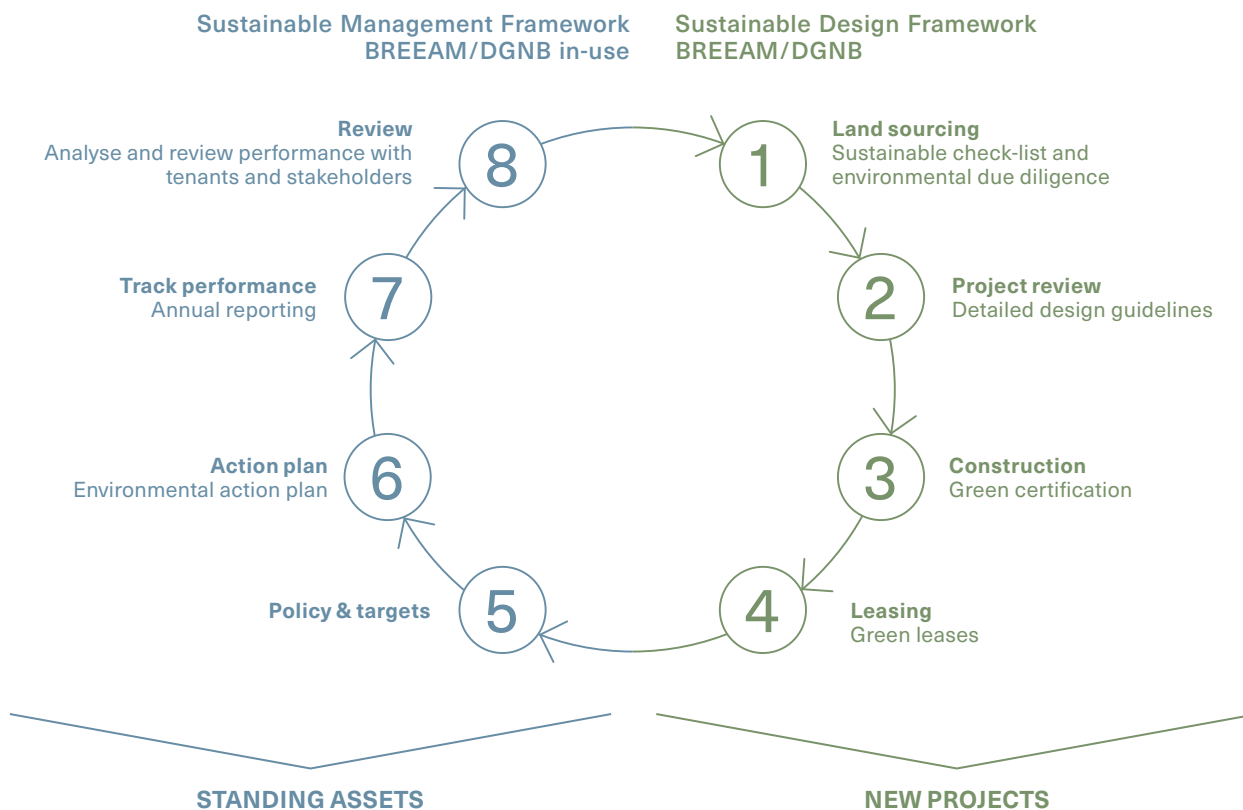 Sustainable Management Framework
BREEAM/DGNB in-use
Sustainable Design Framework
BREEAM/DGNB
1
Land sourcing
Sustainable check-list and
environmental due diligence
2
Project review
Detailed design guidelines
3
Construction
Green certification
4
Leasing
Green leases
5
Policy & targets
6
Action plan
Environmental action plan
7
Track performance
Annual reporting
8
Review
Analyse and review performance with
tenants and stakeholders
STANDING ASSETS
NEW PROJECTS